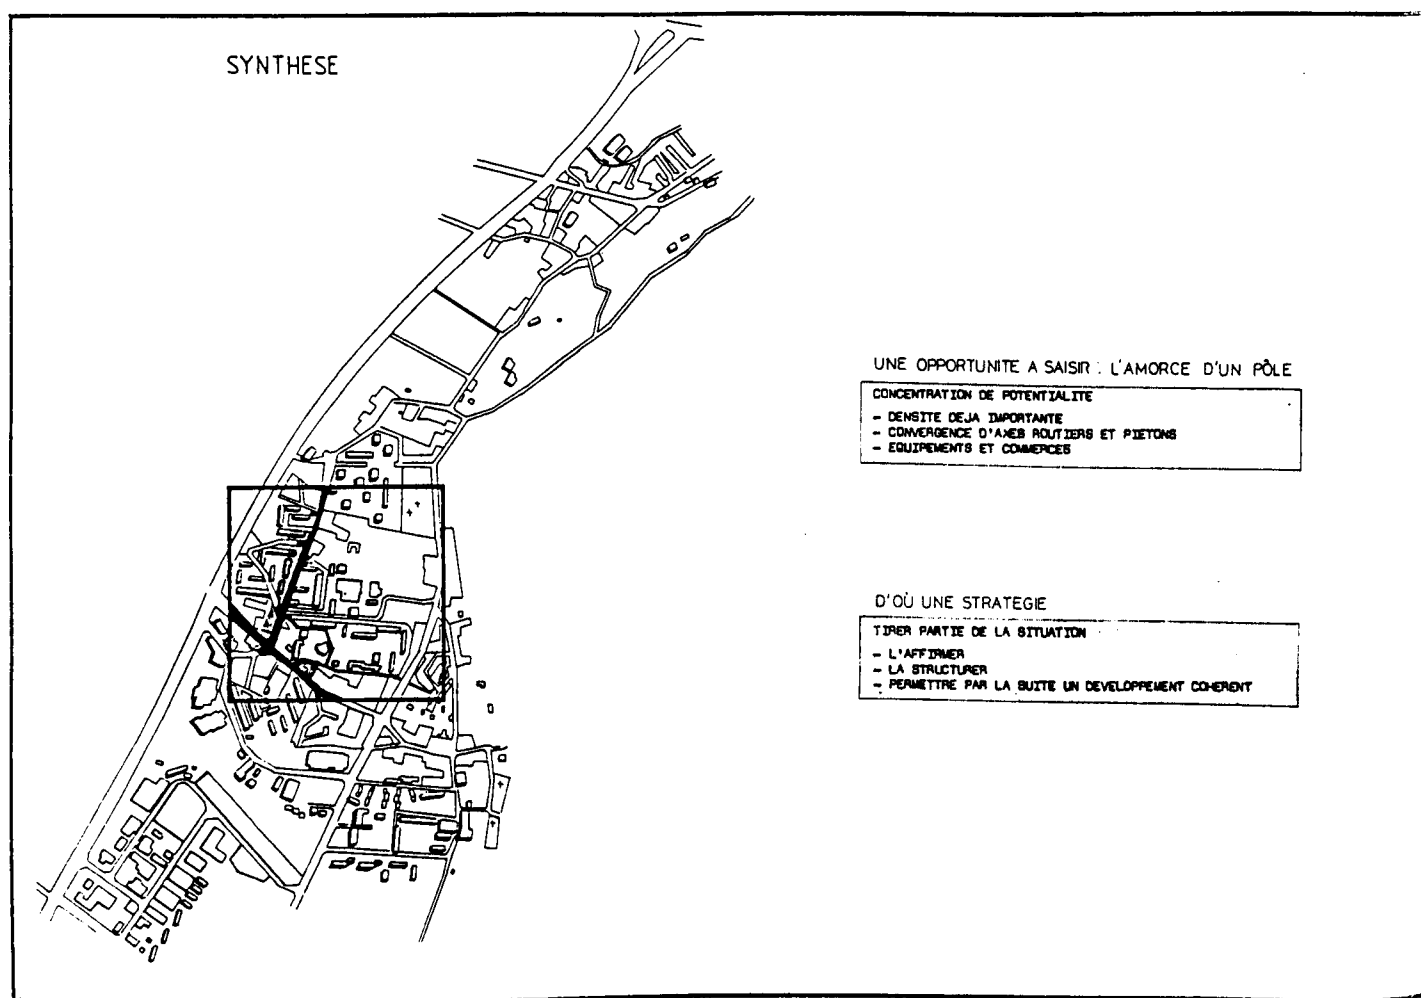 SYNTHESE
UNE OPPORTUNITE A SAISIR : L'AMORCE D'UN PÔLE
CONCENTRATION DE POTENTIALITE
- DENSITE DEJA IMPORTANTE
- CONVERGENCE D'AXES ROUTIERS ET PIETONS
- EQUIPEMENTS ET COMMERCES
D'OÙ UNE STRATEGIE
TIRER PARTIE DE LA SITUATION
- L'AFFIRMER
- LA STRUCTURER
- PERMETTRE PAR LA SUITE UN DEVELOPPEMENT COHERENT